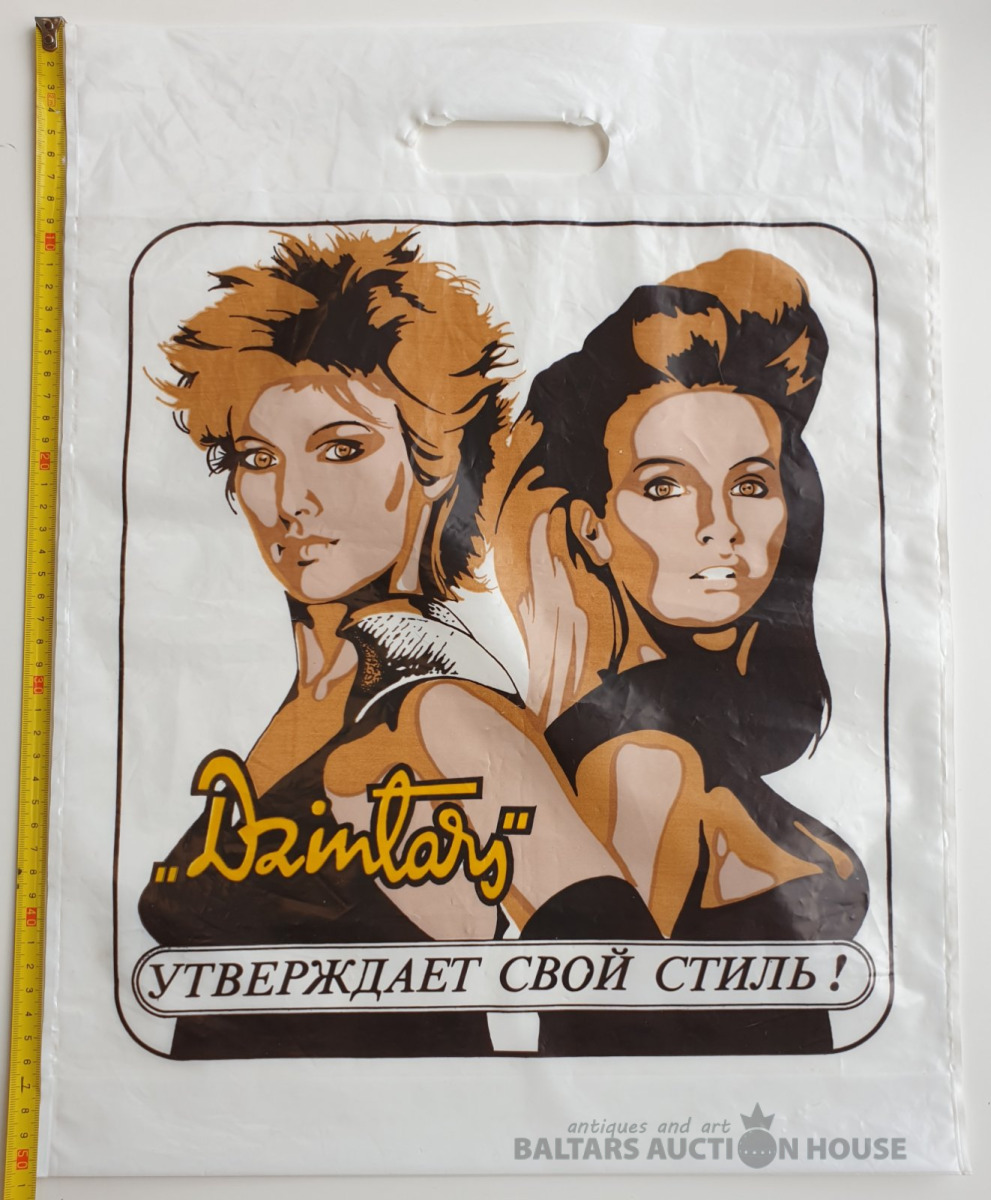 „Dzintars"
УТВЕРЖДАЕТ СВОЙ СТИЛЬ!
antiques and art
BALTARS AUCTION HOUSE